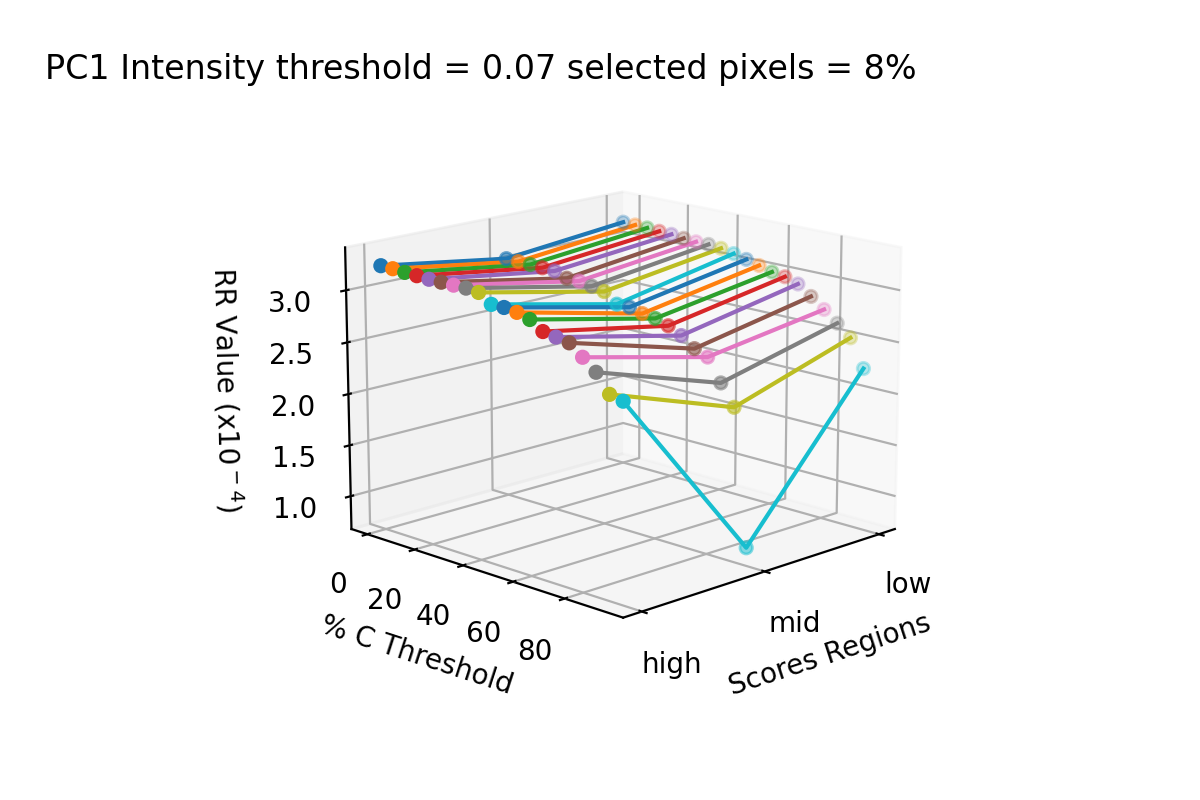 PC1 Intensity threshold = 0.07 selected pixels = 8%
RR Value (x10⁻⁴)
3.0
2.5
2.0
1.5
1.0
0
20
40
60
80
% C Threshold
high
mid
low
Scores Regions